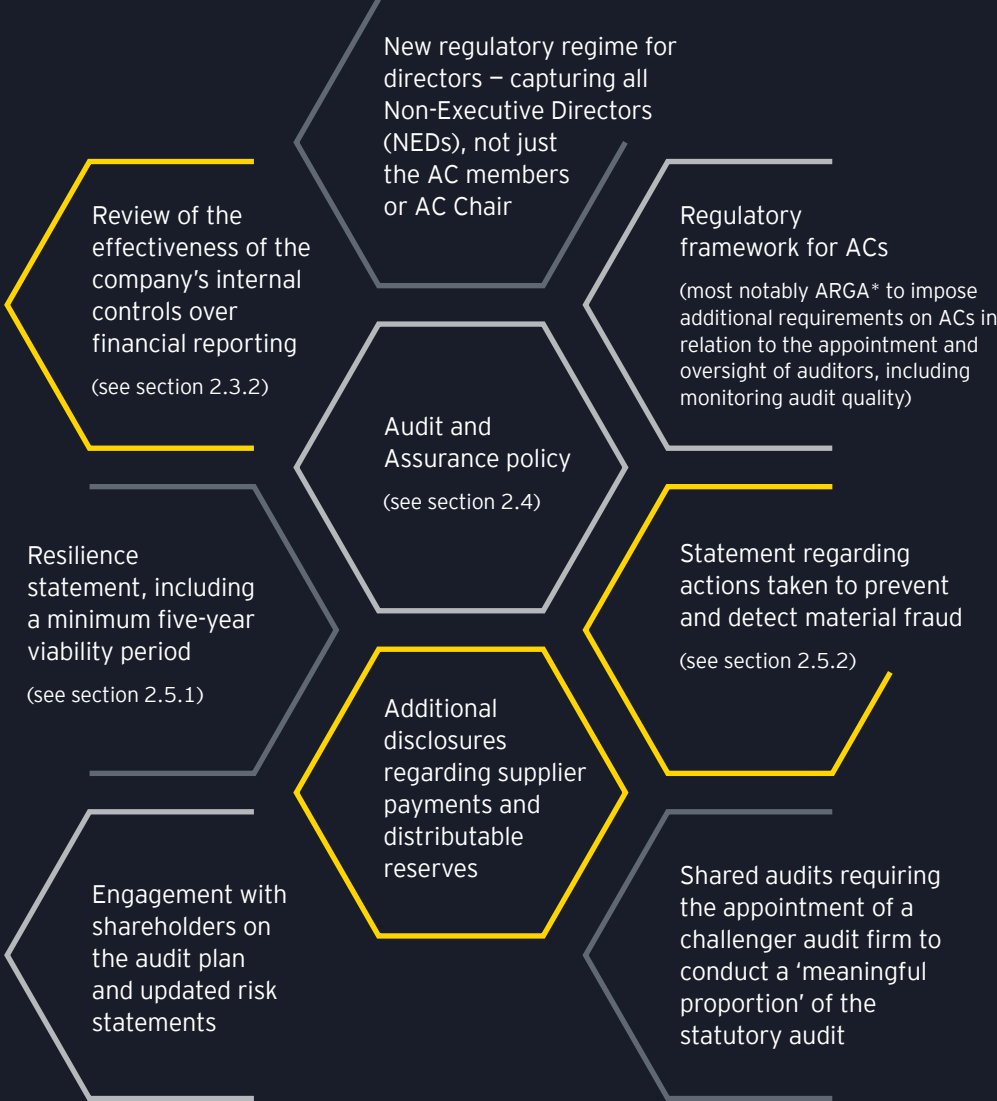 New regulatory regime for
directors – capturing all
Non-Executive Directors
(NEDs), not just
the AC members
or AC Chair
Review of the
effectiveness of the
company’s internal
controls over
financial reporting
(see section 2.3.2)
Regulatory
framework for ACs
(most notably ARGA* to impose
additional requirements on ACs in
relation to the appointment and
oversight of auditors, including
monitoring audit quality)
Audit and
Assurance policy
(see section 2.4)
Resilience
statement, including
a minimum five-year
viability period
(see section 2.5.1)
Statement regarding
actions taken to prevent
and detect material fraud
(see section 2.5.2)
Additional
disclosures
regarding supplier
payments and
distributable
reserves
Engagement with
shareholders on
the audit plan
and updated risk
statements
Shared audits requiring
the appointment of a
challenger audit firm to
conduct a ‘meaningful
proportion’ of the
statutory audit